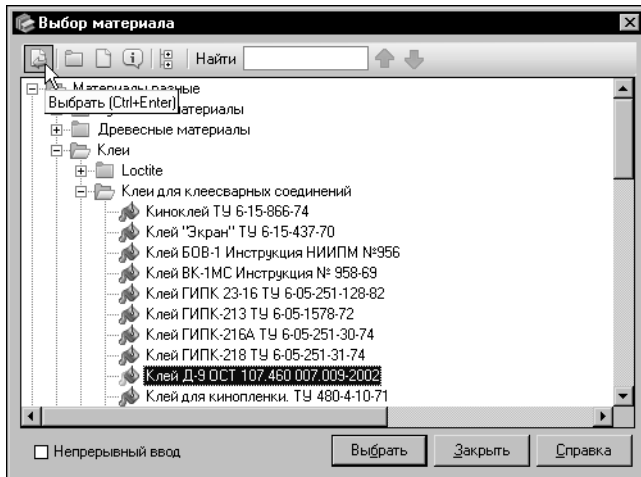 Выбор материала
Найти
Материалы разные
Выбрать (Ctrl+Enter)
атериалы
Древесные материалы
Клеи
Loctite
Клеи для клеесварных соединений
Киноклей ТУ 6-15-866-74
Клей "Экран" ТУ 6-15-437-70
Клей БОВ-1 Инструкция НИИПМ №956
Клей ВК-1МС Инструкция № 958-69
Клей ГИПК 23-16 ТУ 6-05-251-128-82
Клей ГИПК-213 ТУ 6-05-1578-72
Клей ГИПК-216А ТУ 6-05-251-30-74
Клей ГИПК-218 ТУ 6-05-251-31-74
Клей Д-9 ОСТ 107.460 007.009-2002
Клей для кинопленки. ТУ 480-4-10-71
Непрерывный ввод
Выбрать
Закрыть
Справка